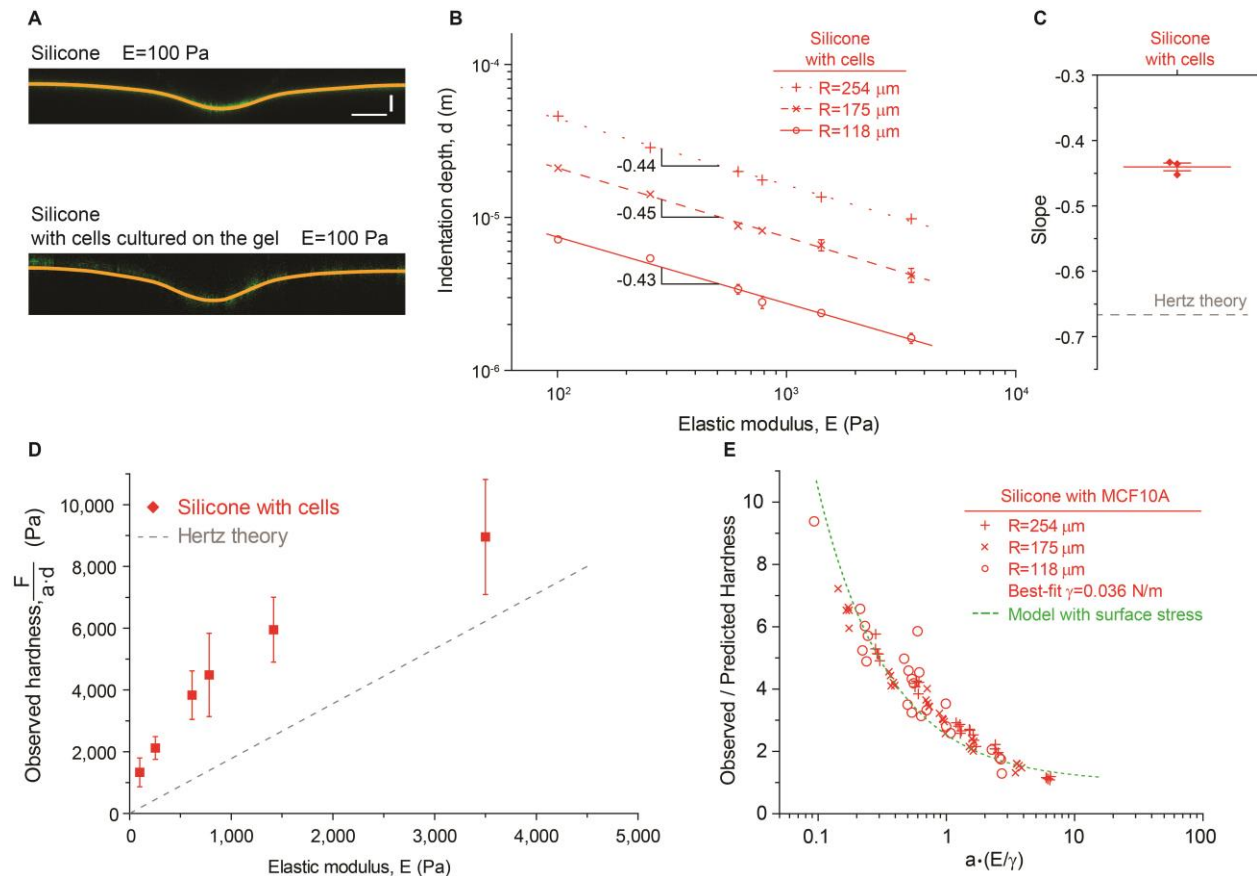 A
Silicone E=100 Pa
Silicone
with cells cultured on the gel E=100 Pa
B
Silicone
with cells
R=254 μm
R=175 μm
R=118 μm
-0.44
-0.45
-0.43
10⁻⁴
10⁻⁵
10⁻⁶
Indentation depth, d (m)
10²
10³
10⁴
Elastic modulus, E (Pa)
C
Silicone
with cells
-0.3
-0.4
-0.5
-0.6
-0.7
Slope
Hertz theory
D
Silicone with cells
Hertz theory
10,000
8,000
6,000
4,000
2,000
0
Observed hardness, F/a·d (Pa)
0
1,000
2,000
3,000
4,000
5,000
Elastic modulus, E (Pa)
E
Silicone with MCF10A
R=254 μm
R=175 μm
R=118 μm
Best-fit γ=0.036 N/m
Model with surface stress
10
8
6
4
2
0
Observed / Predicted Hardness
0.1
1
10
100
a•(E/γ)